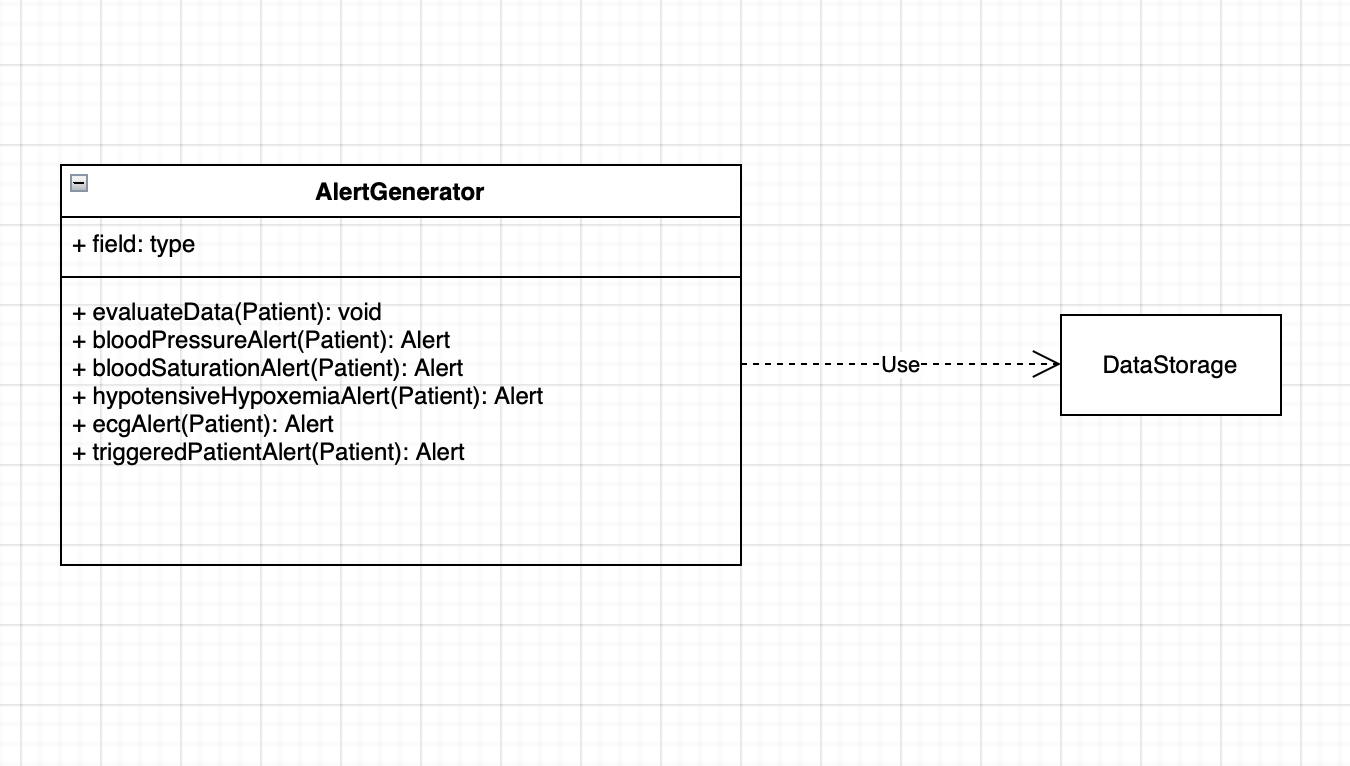 AlertGenerator
+ field: type
+ evaluateData(Patient): void
+ bloodPressureAlert(Patient): Alert
+ bloodSaturationAlert(Patient): Alert
+ hypotensiveHypoxemiaAlert(Patient): Alert
+ ecgAlert(Patient): Alert
+ triggeredPatientAlert(Patient): Alert
Use
DataStorage